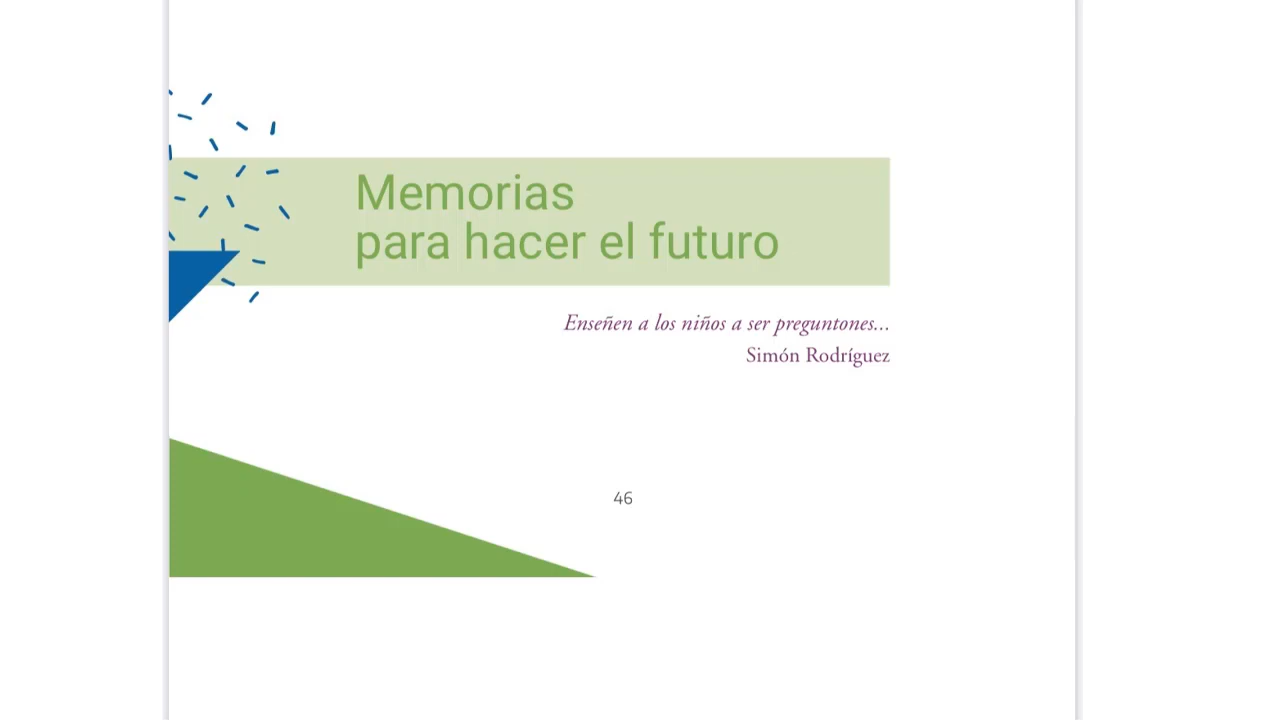 Memorias
para hacer el futuro
Enseñen a los niños a ser preguntones...
Simón Rodríguez
46